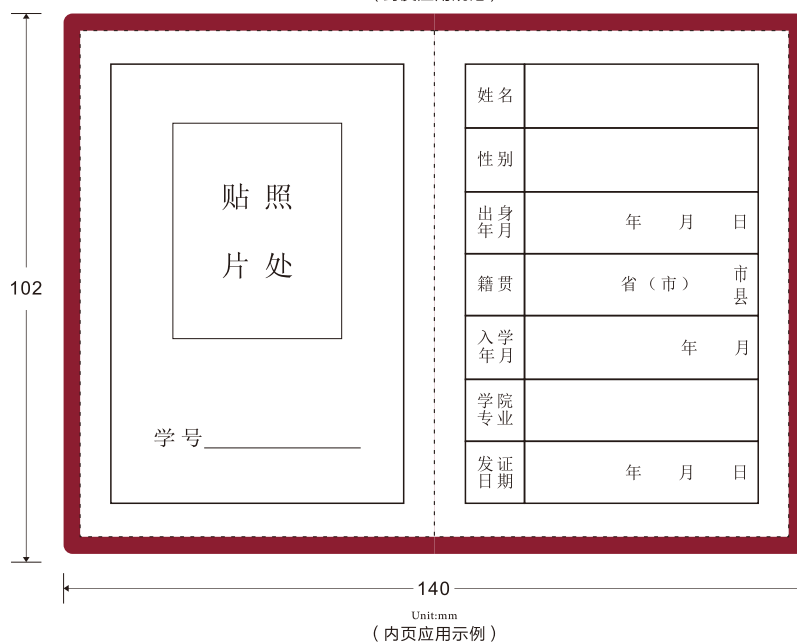 贴 照
片 处
学 号
姓 名
性 别
出 身
年 月
年 月 日
籍 贯
省（市）
市
县
入 学
年 月
年 月
学 院
专 业
发 证
日 期
年 月 日
102
140
Unit:mm
（内页应用示例）